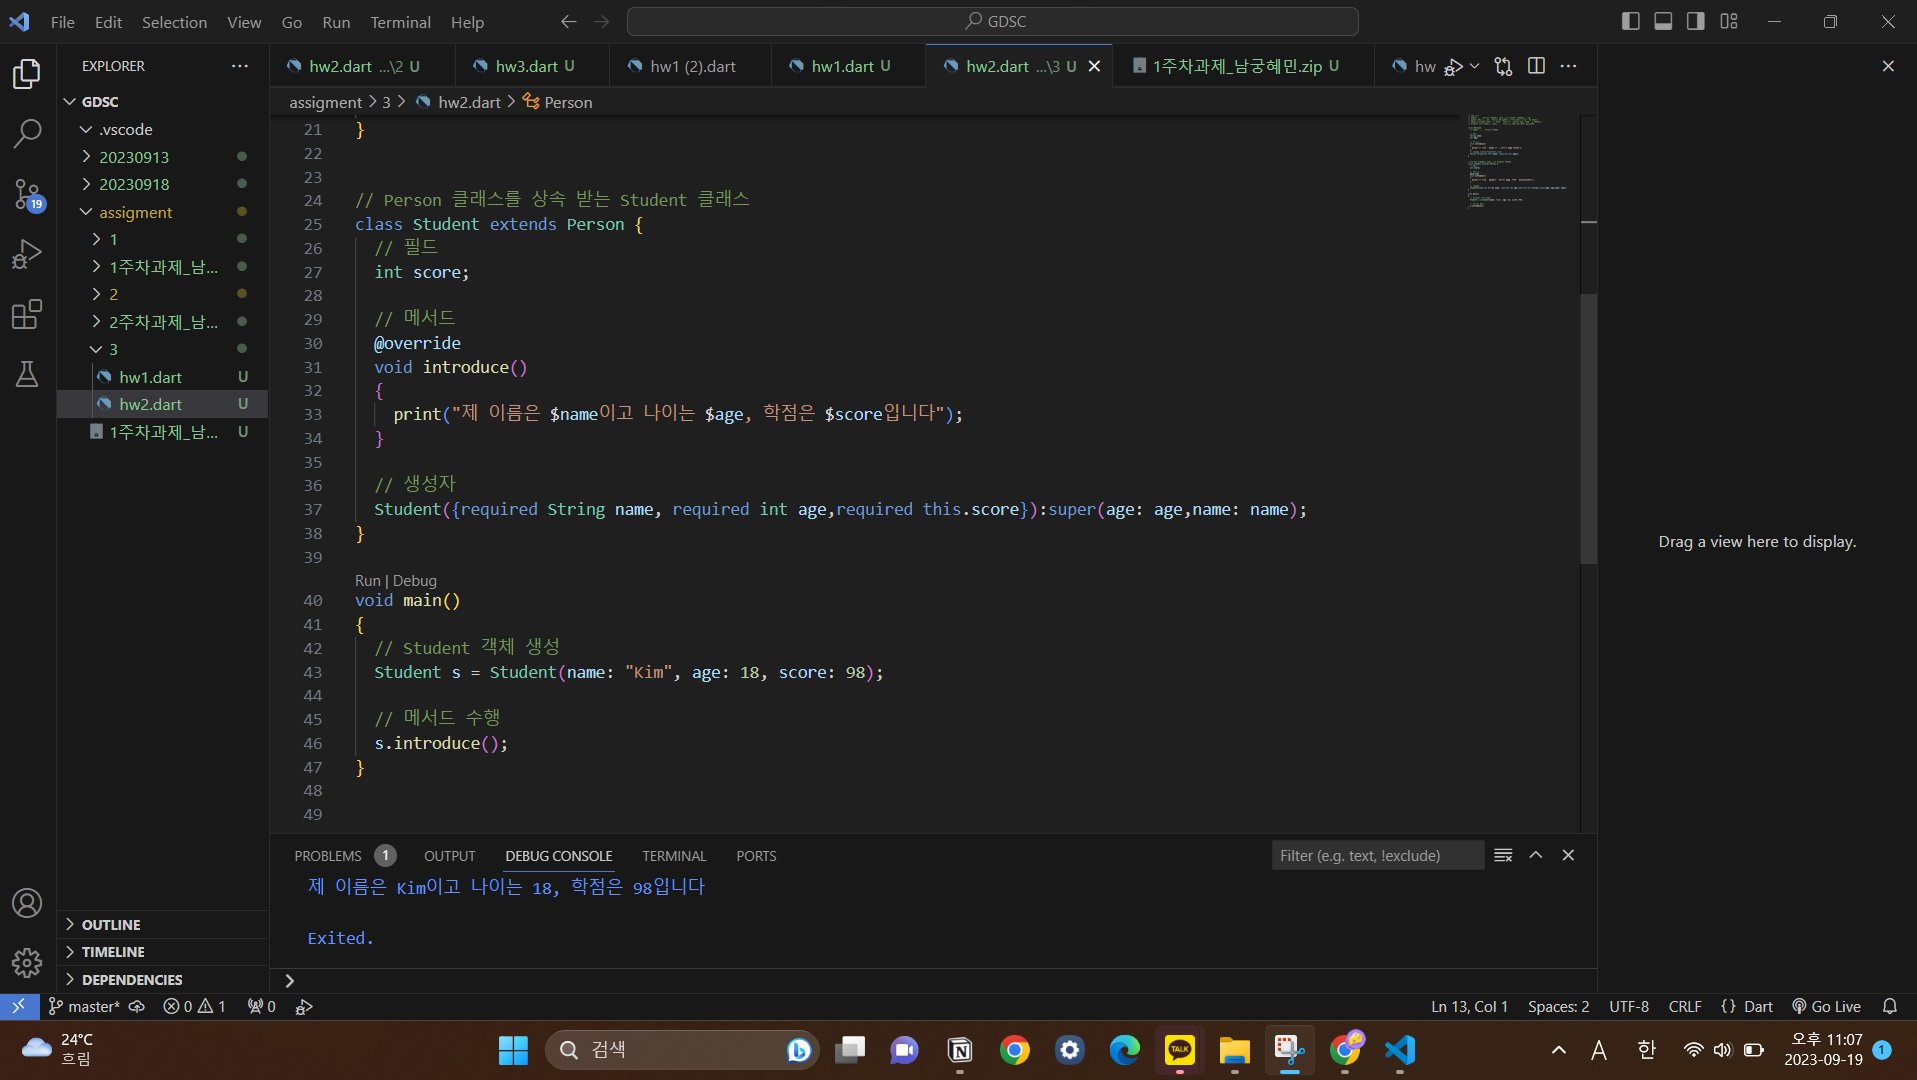 File Edit Selection View Go Run Terminal Help
GDSC
EXPLORER
hw2.dart ...\2 U
hw3.dart U
hw1 (2).dart
hw1.dart U
hw2.dart ...\3 U
1주차과제_남궁혜민.zip U
hw
GDSC
.vscode
20230913
20230918
assigment
1
1주차과제_남...
2
2주차과제_남...
3
hw1.dart U
hw2.dart U
1주차과제_남... U
19
OUTLINE
TIMELINE
DEPENDENCIES
assigment > 3 > hw2.dart > Person
21 }
22
23
24 // Person 클래스를 상속 받는 Student 클래스
25 class Student extends Person {
26 // 필드
27 int score;
28
29 // 메서드
30 @override
31 void introduce()
32 {
33 print("제 이름은 $name이고 나이는 $age, 학점은 $score입니다");
34 }
35
36 // 생성자
37 Student({required String name, required int age,required this.score}):super(age: age,name: name);
38 }
39
Run | Debug
40 void main()
41 {
42 // Student 객체 생성
43 Student s = Student(name: "Kim", age: 18, score: 98);
44
45 // 메서드 수행
46 s.introduce();
47 }
48
49
Drag a view here to display.
PROBLEMS 1 OUTPUT DEBUG CONSOLE TERMINAL PORTS
Filter (e.g. text, !exclude)
제 이름은 Kim이고 나이는 18, 학점은 98입니다
Exited.
master* 0 1 0
Ln 13, Col 1 Spaces: 2 UTF-8 CRLF {} Dart Go Live
24°C
흐림
검색
TALK
A 한
오후 11:07
2023-09-19
1